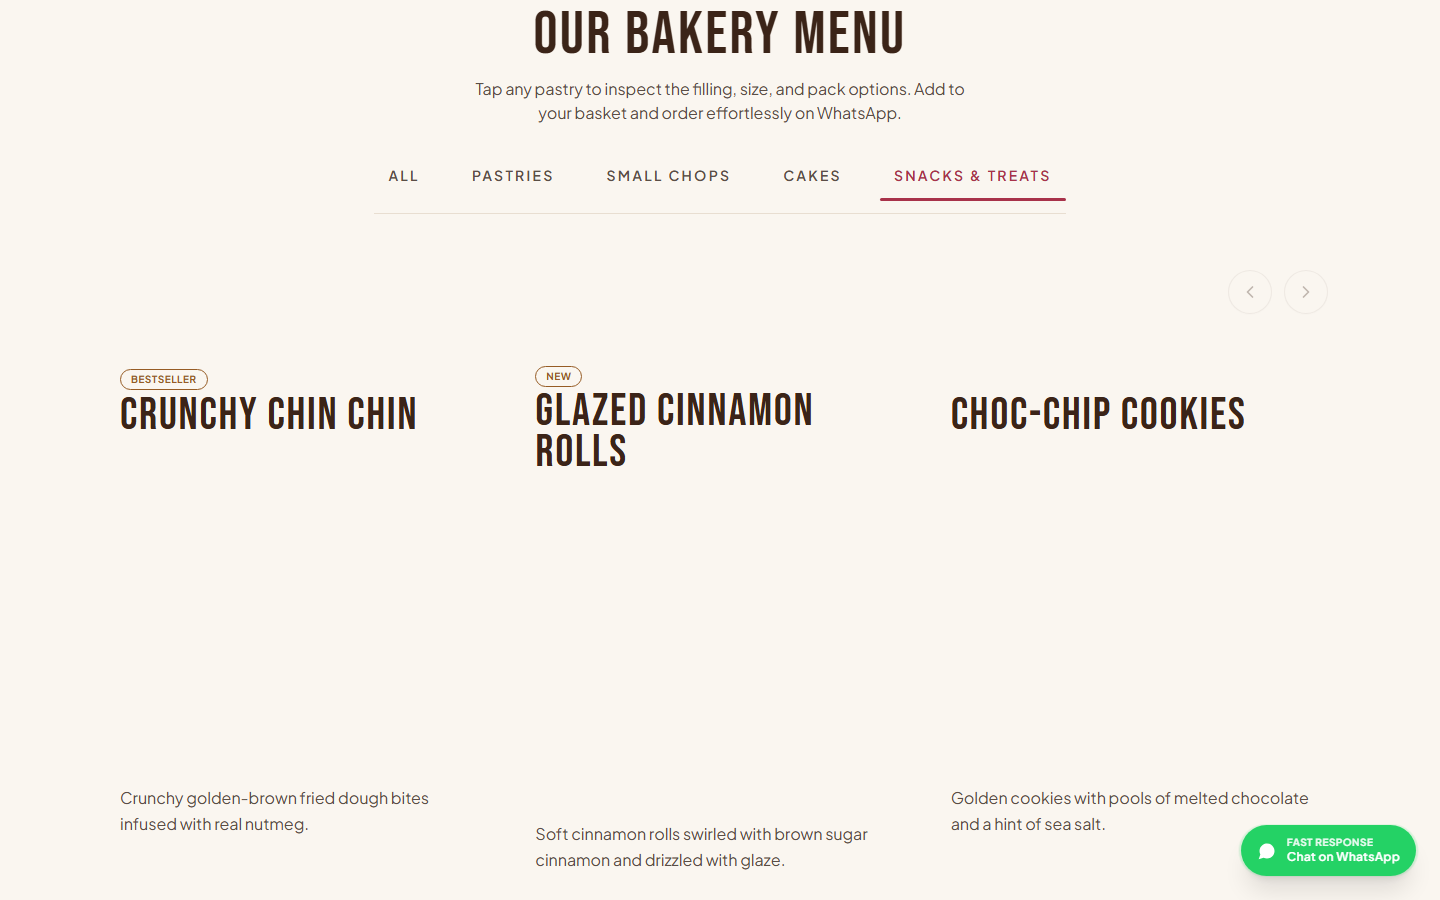 OUR BAKERY MENU
Tap any pastry to inspect the filling, size, and pack options. Add to
your basket and order effortlessly on WhatsApp.
ALL
PASTRIES
SMALL CHOPS
CAKES
SNACKS & TREATS
BESTSELLER
CRUNCHY CHIN CHIN
NEW
GLAZED CINNAMON
ROLLS
CHOC-CHIP COOKIES
Crunchy golden-brown fried dough bites
infused with real nutmeg.
Soft cinnamon rolls swirled with brown sugar
cinnamon and drizzled with glaze.
Golden cookies with pools of melted chocolate
and a hint of sea salt.
FAST RESPONSE
Chat on WhatsApp